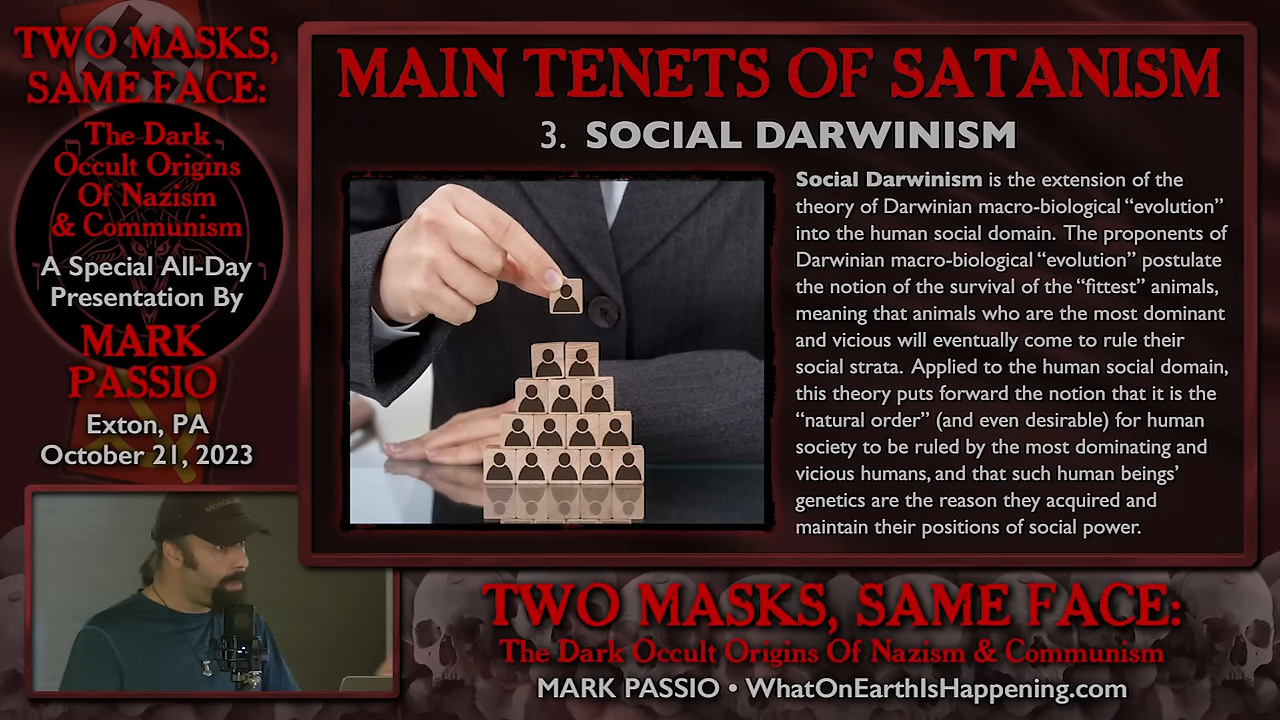 TWO MASKS,
SAME FACE:
The Dark
Occult Origins
Of Nazism
& Communism
A Special All-Day
Presentation By
MARK
PASSIO
Exton, PA
October 21, 2023
MAIN TENETS OF SATANISM
3. SOCIAL DARWINISM
Social Darwinism is the extension of the
theory of Darwinian macro-biological “evolution”
into the human social domain. The proponents of
Darwinian macro-biological “evolution” postulate
the notion of the survival of the “fittest” animals,
meaning that animals who are the most dominant
and vicious will eventually come to rule their
social strata. Applied to the human social domain,
this theory puts forward the notion that it is the
“natural order” (and even desirable) for human
society to be ruled by the most dominating and
vicious humans, and that such human beings’
genetics are the reason they acquired and
maintain their positions of social power.
TWO MASKS, SAME FACE:
The Dark Occult Origins Of Nazism & Communism
MARK PASSIO • WhatOnEarthIsHappening.com